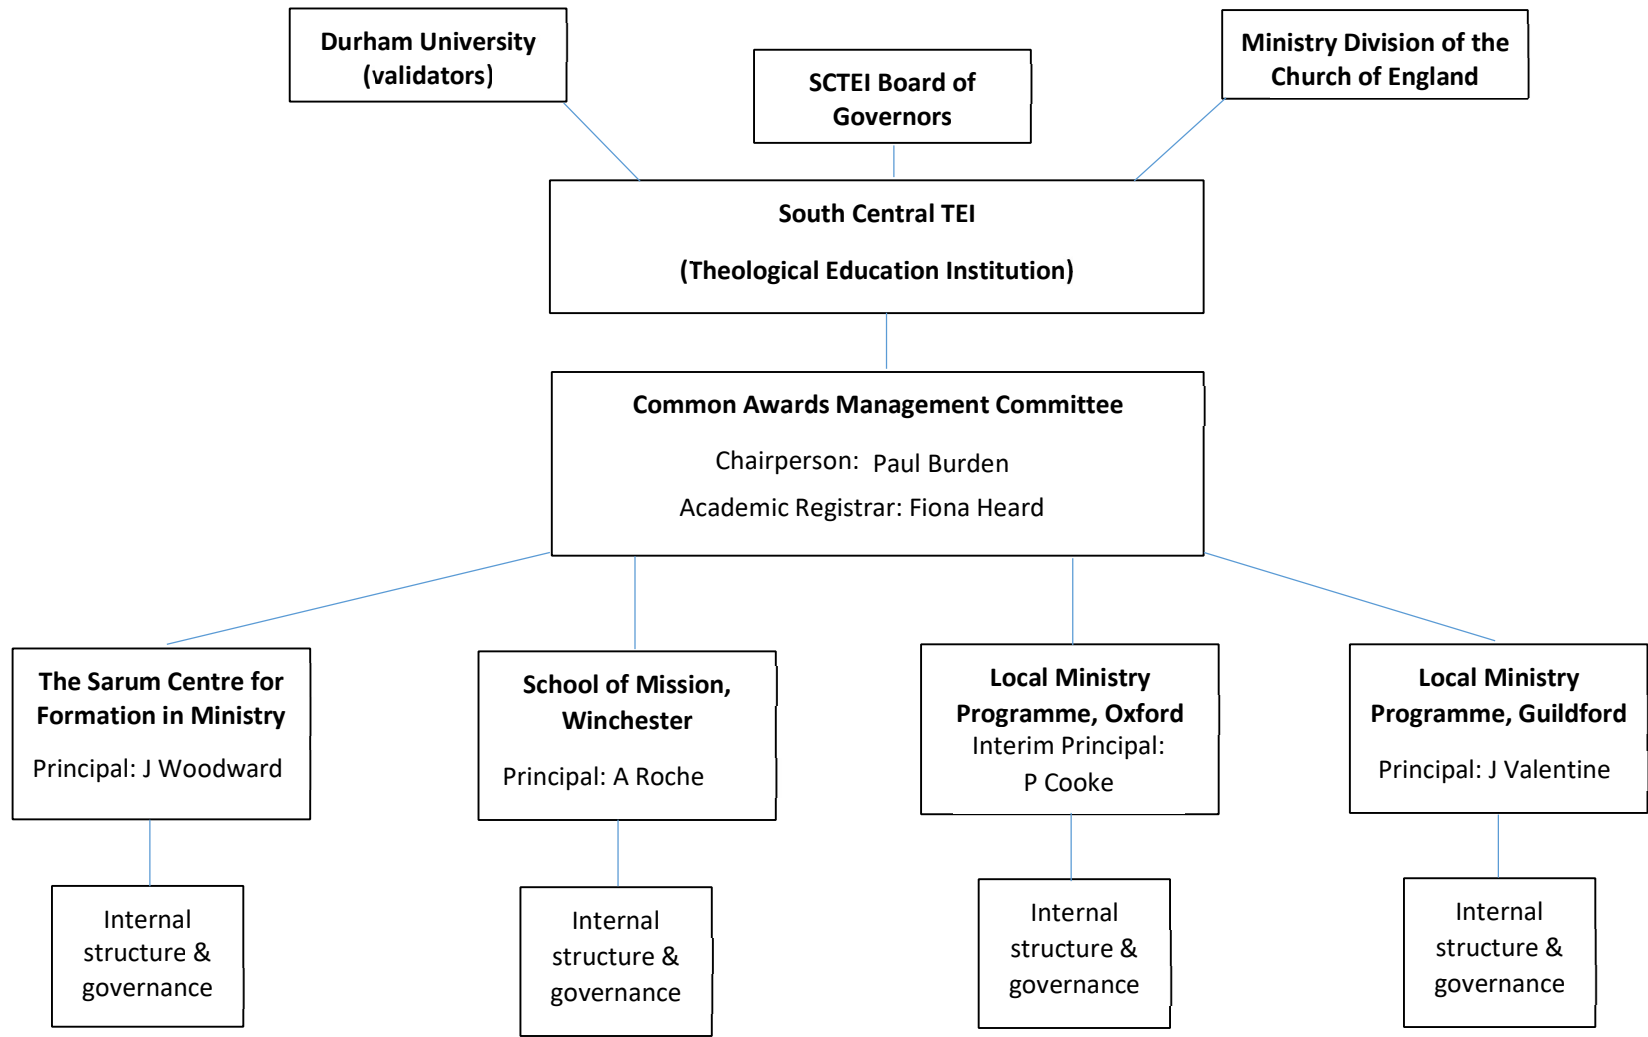 Durham University
(validators)
SCTEI Board of
Governors
Ministry Division of the
Church of England
South Central TEI
(Theological Education Institution)
Common Awards Management Committee
Chairperson: Paul Burden
Academic Registrar: Fiona Heard
The Sarum Centre for
Formation in Ministry
Principal: J Woodward
School of Mission,
Winchester
Principal: A Roche
Local Ministry
Programme, Oxford
Interim Principal:
P Cooke
Local Ministry
Programme, Guildford
Principal: J Valentine
Internal
structure &
governance
Internal
structure &
governance
Internal
structure &
governance
Internal
structure &
governance